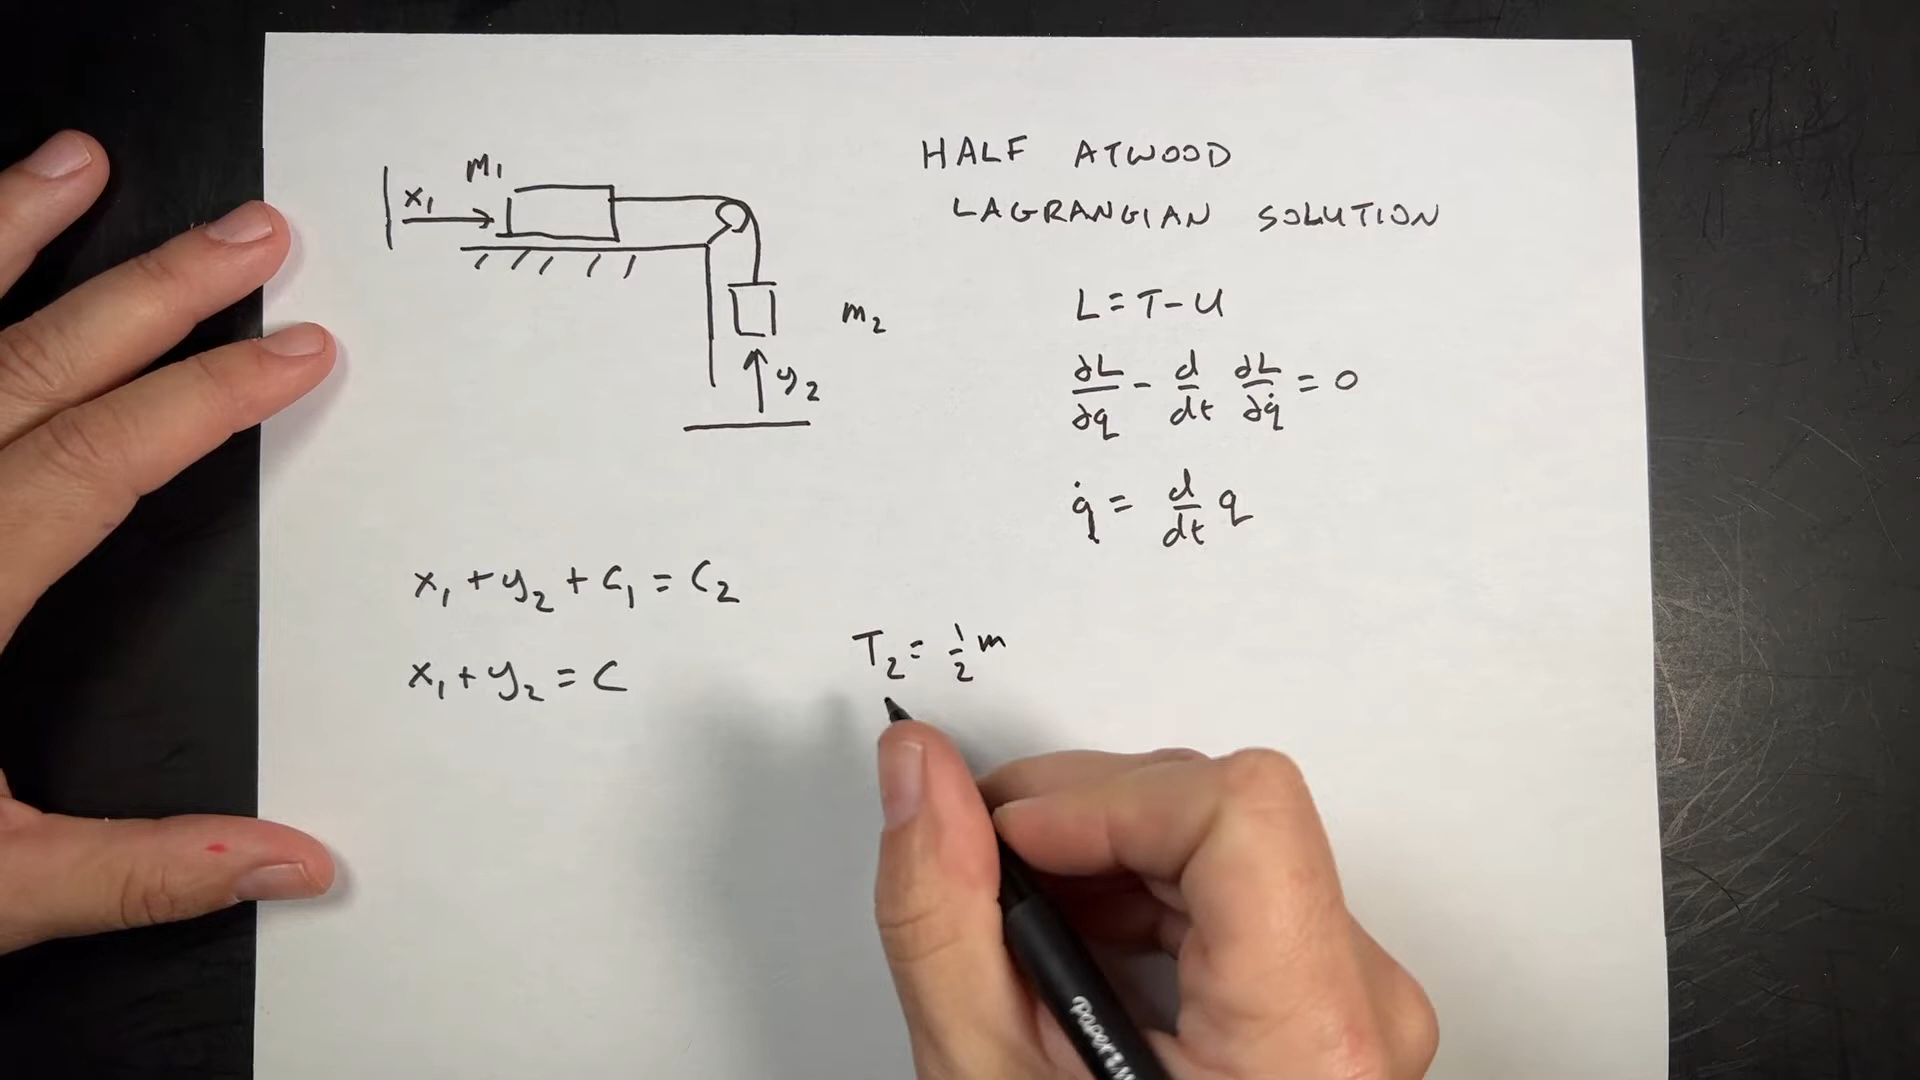 HALF ATWOOD
LAGRANGIAN SOLUTION
m₁
x₁
m₂
y₂
L = T - U
∂L/∂q - d/dt ∂L/∂q̇ = 0
q̇ = d/dt q
x₁ + y₂ + C₁ = C₂
x₁ + y₂ = C
T₂ = 1/2 m